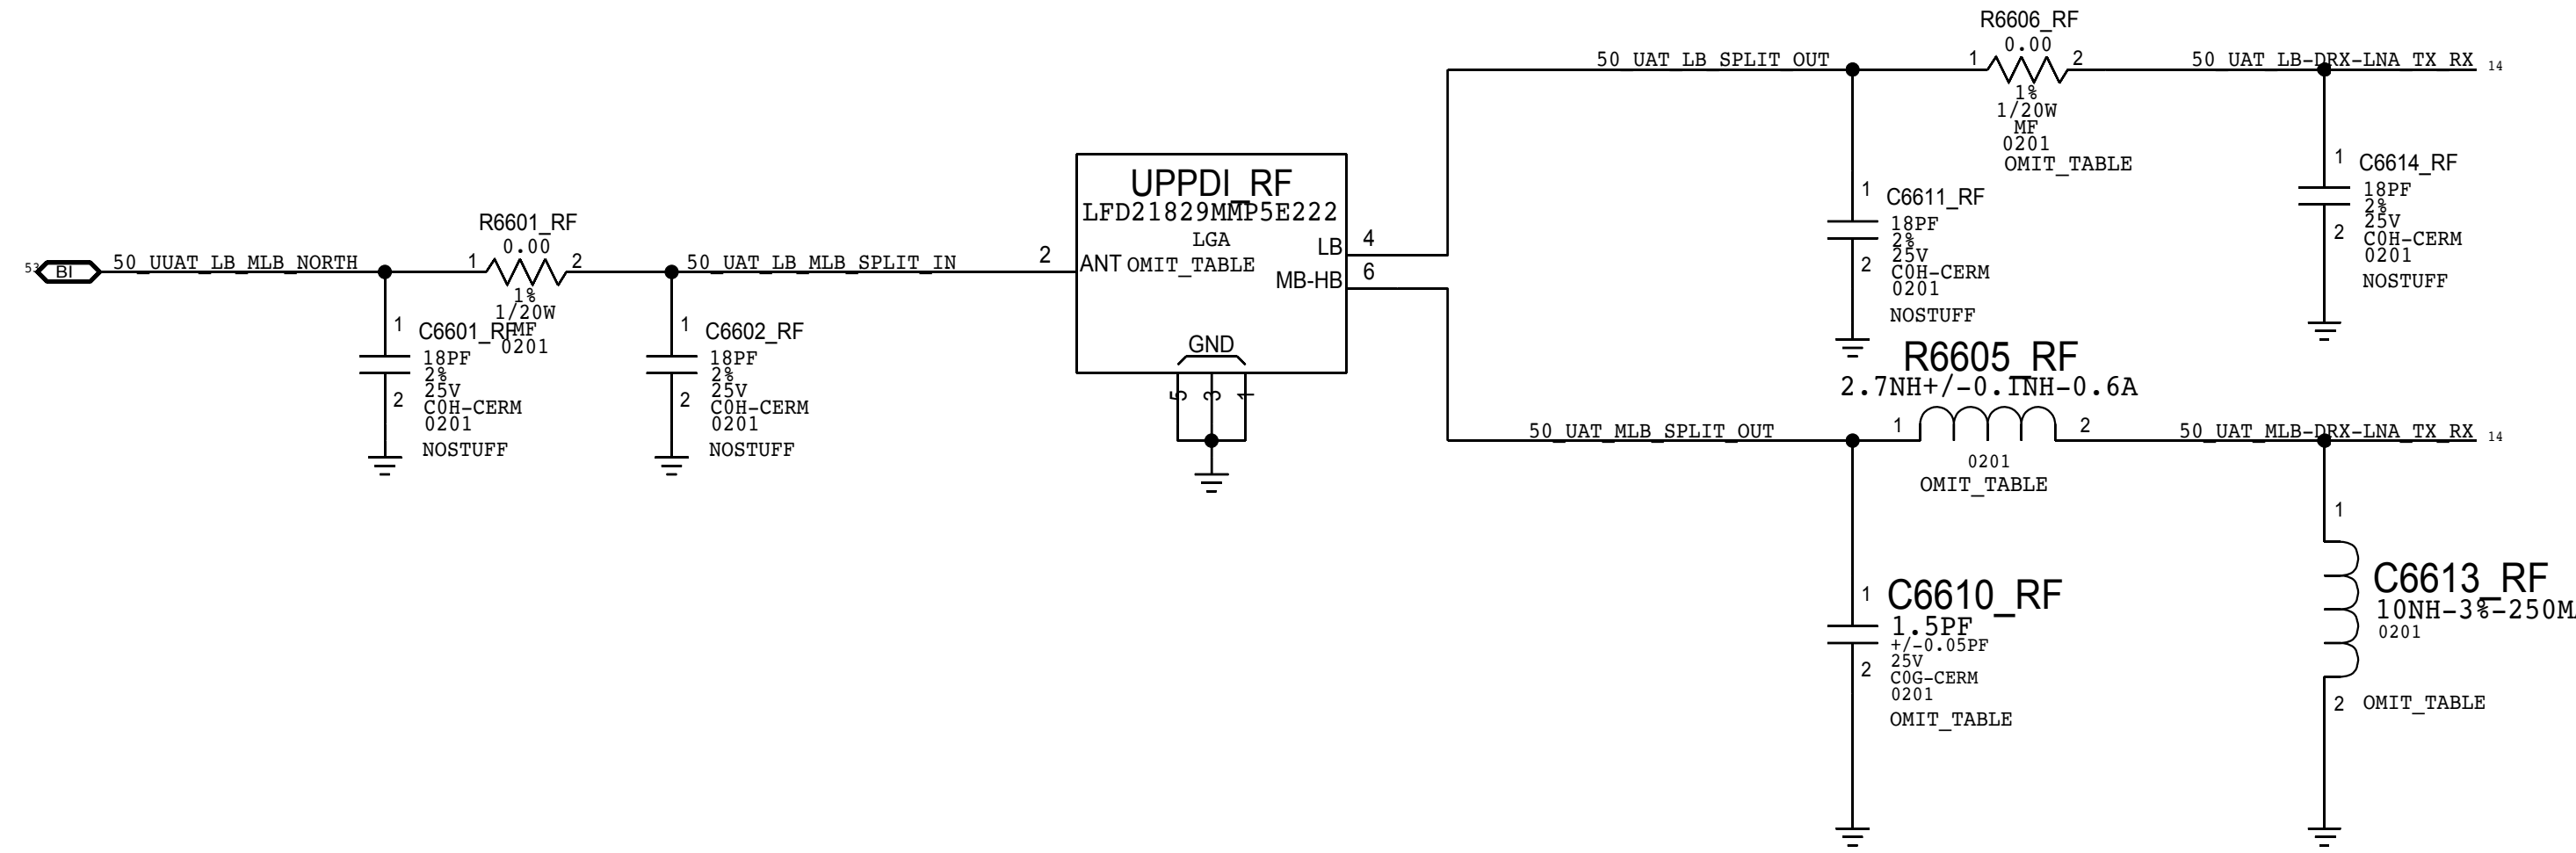 R6606_RF
0.00
50_UAT_LB_SPLIT_OUT
1
2
50_UAT_LB-DRX-LNA_TX_RX
14
1%
1/20W
MF
0201
OMIT_TABLE
1
C6614_RF
18PF
2%
25V
C0H-CERM
0201
2
NOSTUFF
1
C6611_RF
18PF
2%
25V
C0H-CERM
0201
2
NOSTUFF
UPPDI_RF
LFD21829MMP5E222
LGA
OMIT_TABLE
2
ANT
LB
4
MB-HB
6
GND
5
3
1
R6601_RF
0.00
53
BI
50_UUAT_LB_MLB_NORTH
1
2
50_UAT_LB_MLB_SPLIT_IN
1%
1/20W
MF
0201
1
C6601_RF
18PF
2%
25V
C0H-CERM
0201
2
NOSTUFF
1
C6602_RF
18PF
2%
25V
C0H-CERM
0201
2
NOSTUFF
R6605_RF
2.7NH+/-0.1NH-0.6A
50_UAT_MLB_SPLIT_OUT
1
2
50_UAT_MLB-DRX-LNA_TX_RX
14
0201
OMIT_TABLE
1
C6610_RF
1.5PF
+/-0.05PF
25V
C0G-CERM
0201
2
OMIT_TABLE
1
C6613_RF
10NH-3%-250M
0201
2
OMIT_TABLE